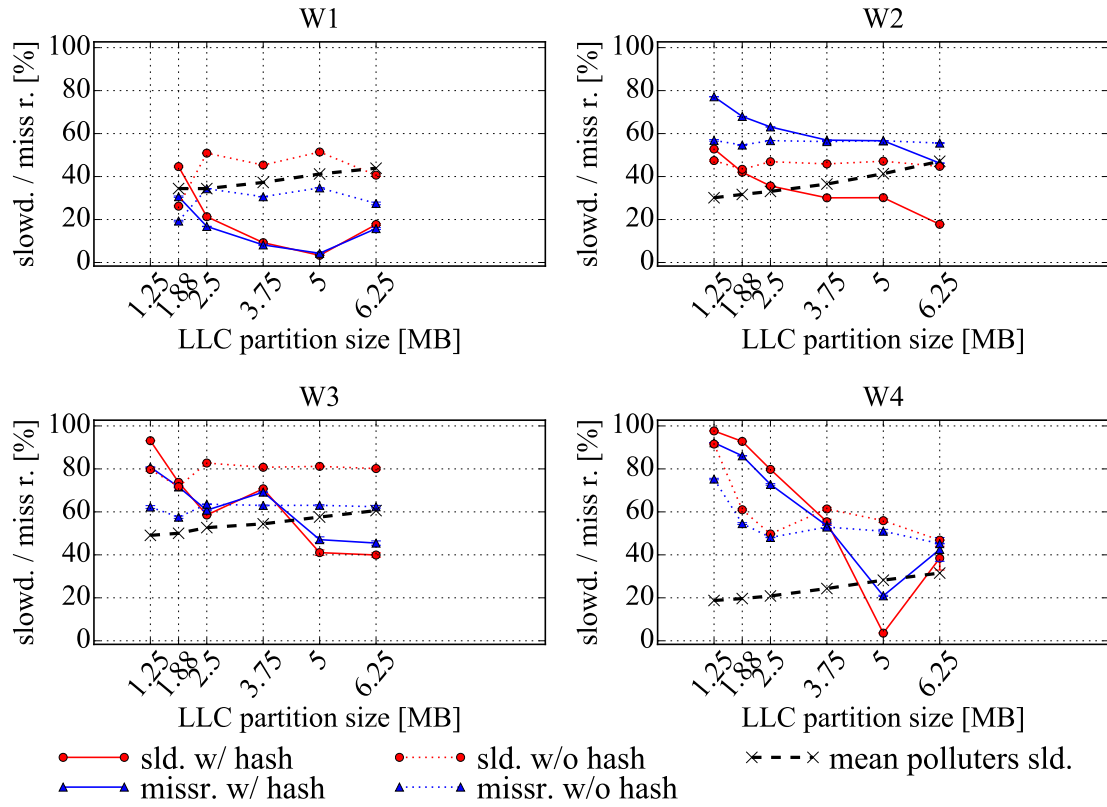 W1
slowd. / miss r. [%]
100
80
60
40
20
0
1.25
1.88
2.5
3.75
5
6.25
LLC partition size [MB]
W2
slowd. / miss r. [%]
100
80
60
40
20
0
1.25
1.88
2.5
3.75
5
6.25
LLC partition size [MB]
W3
slowd. / miss r. [%]
100
80
60
40
20
0
1.25
1.88
2.5
3.75
5
6.25
LLC partition size [MB]
W4
slowd. / miss r. [%]
100
80
60
40
20
0
1.25
1.88
2.5
3.75
5
6.25
LLC partition size [MB]
sld. w/ hash
missr. w/ hash
sld. w/o hash
missr. w/o hash
mean polluters sld.